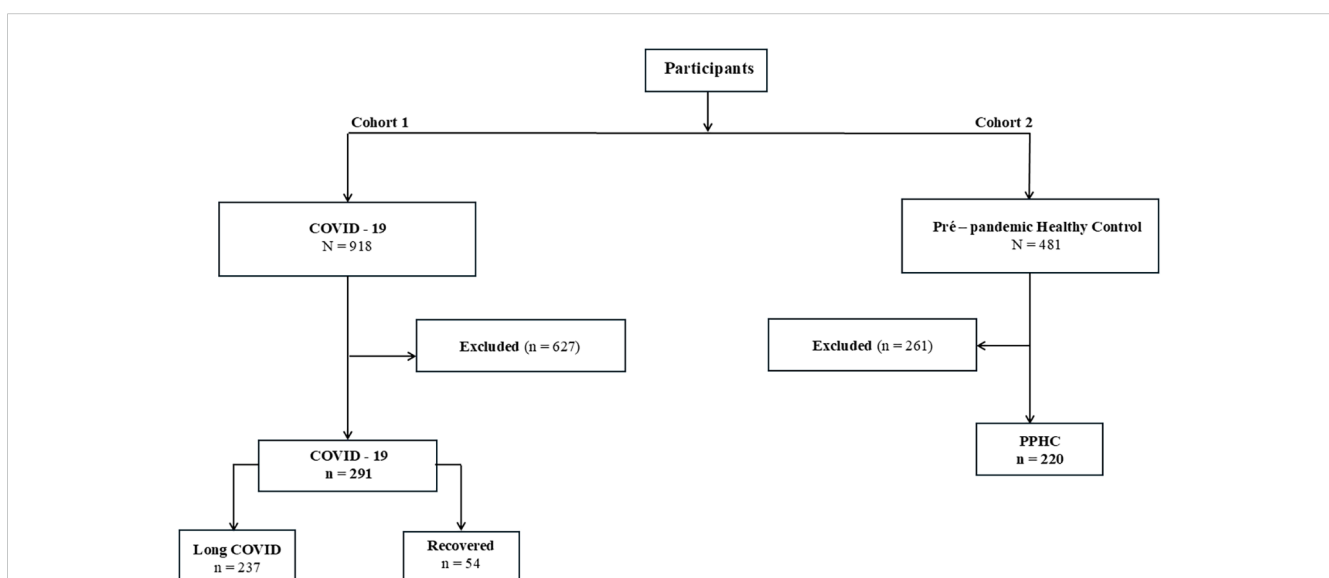 Participants
Cohort 1
Cohort 2
COVID - 19
N = 918
Pré – pandemic Healthy Control
N = 481
Excluded (n = 627)
Excluded (n = 261)
COVID - 19
n = 291
PPHC
n = 220
Long COVID
n = 237
Recovered
n = 54